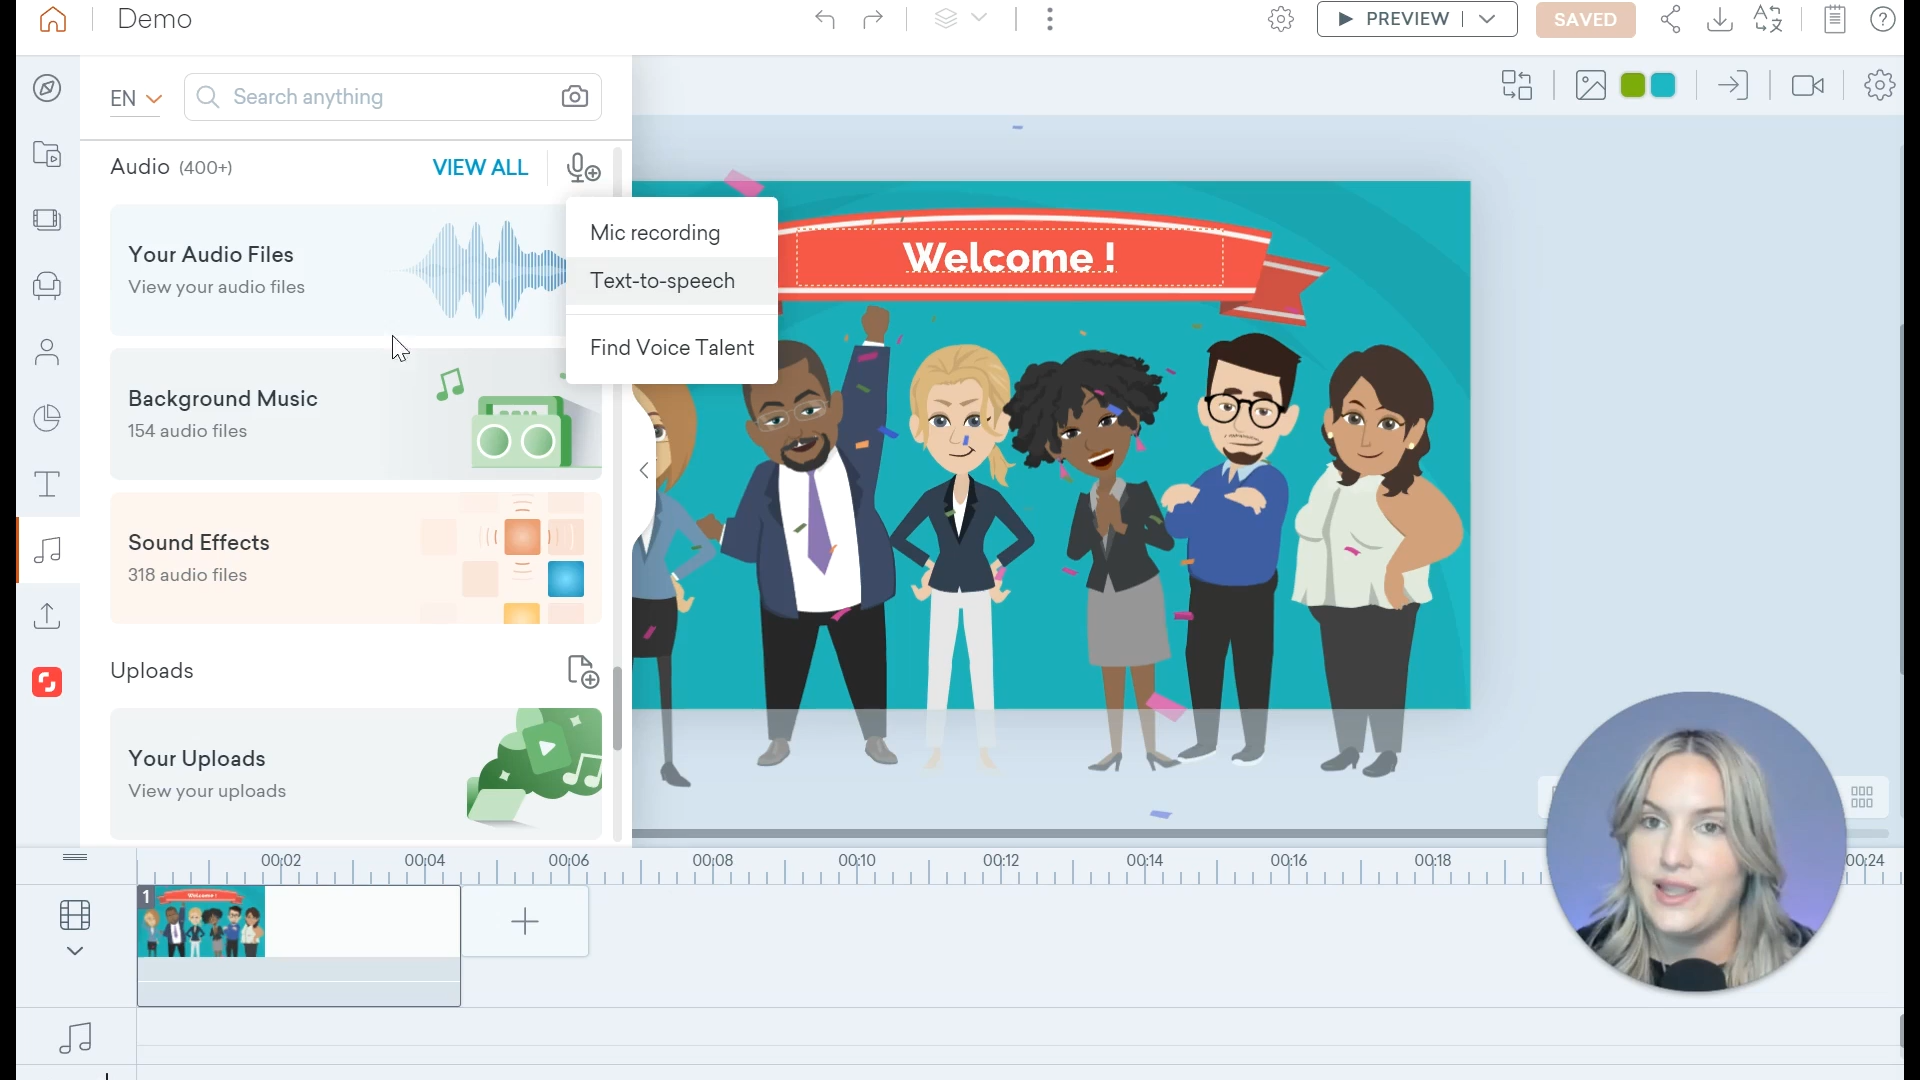 Demo
PREVIEW
SAVED
EN
Search anything
Audio (400+)
VIEW ALL
Your Audio Files
View your audio files
Mic recording
Text-to-speech
Find Voice Talent
Background Music
154 audio files
Sound Effects
318 audio files
Uploads
Your Uploads
View your uploads
Welcome !
00:02
00:04
00:06
00:08
00:10
00:12
00:14
00:16
00:18
00:24
1
Welcome !